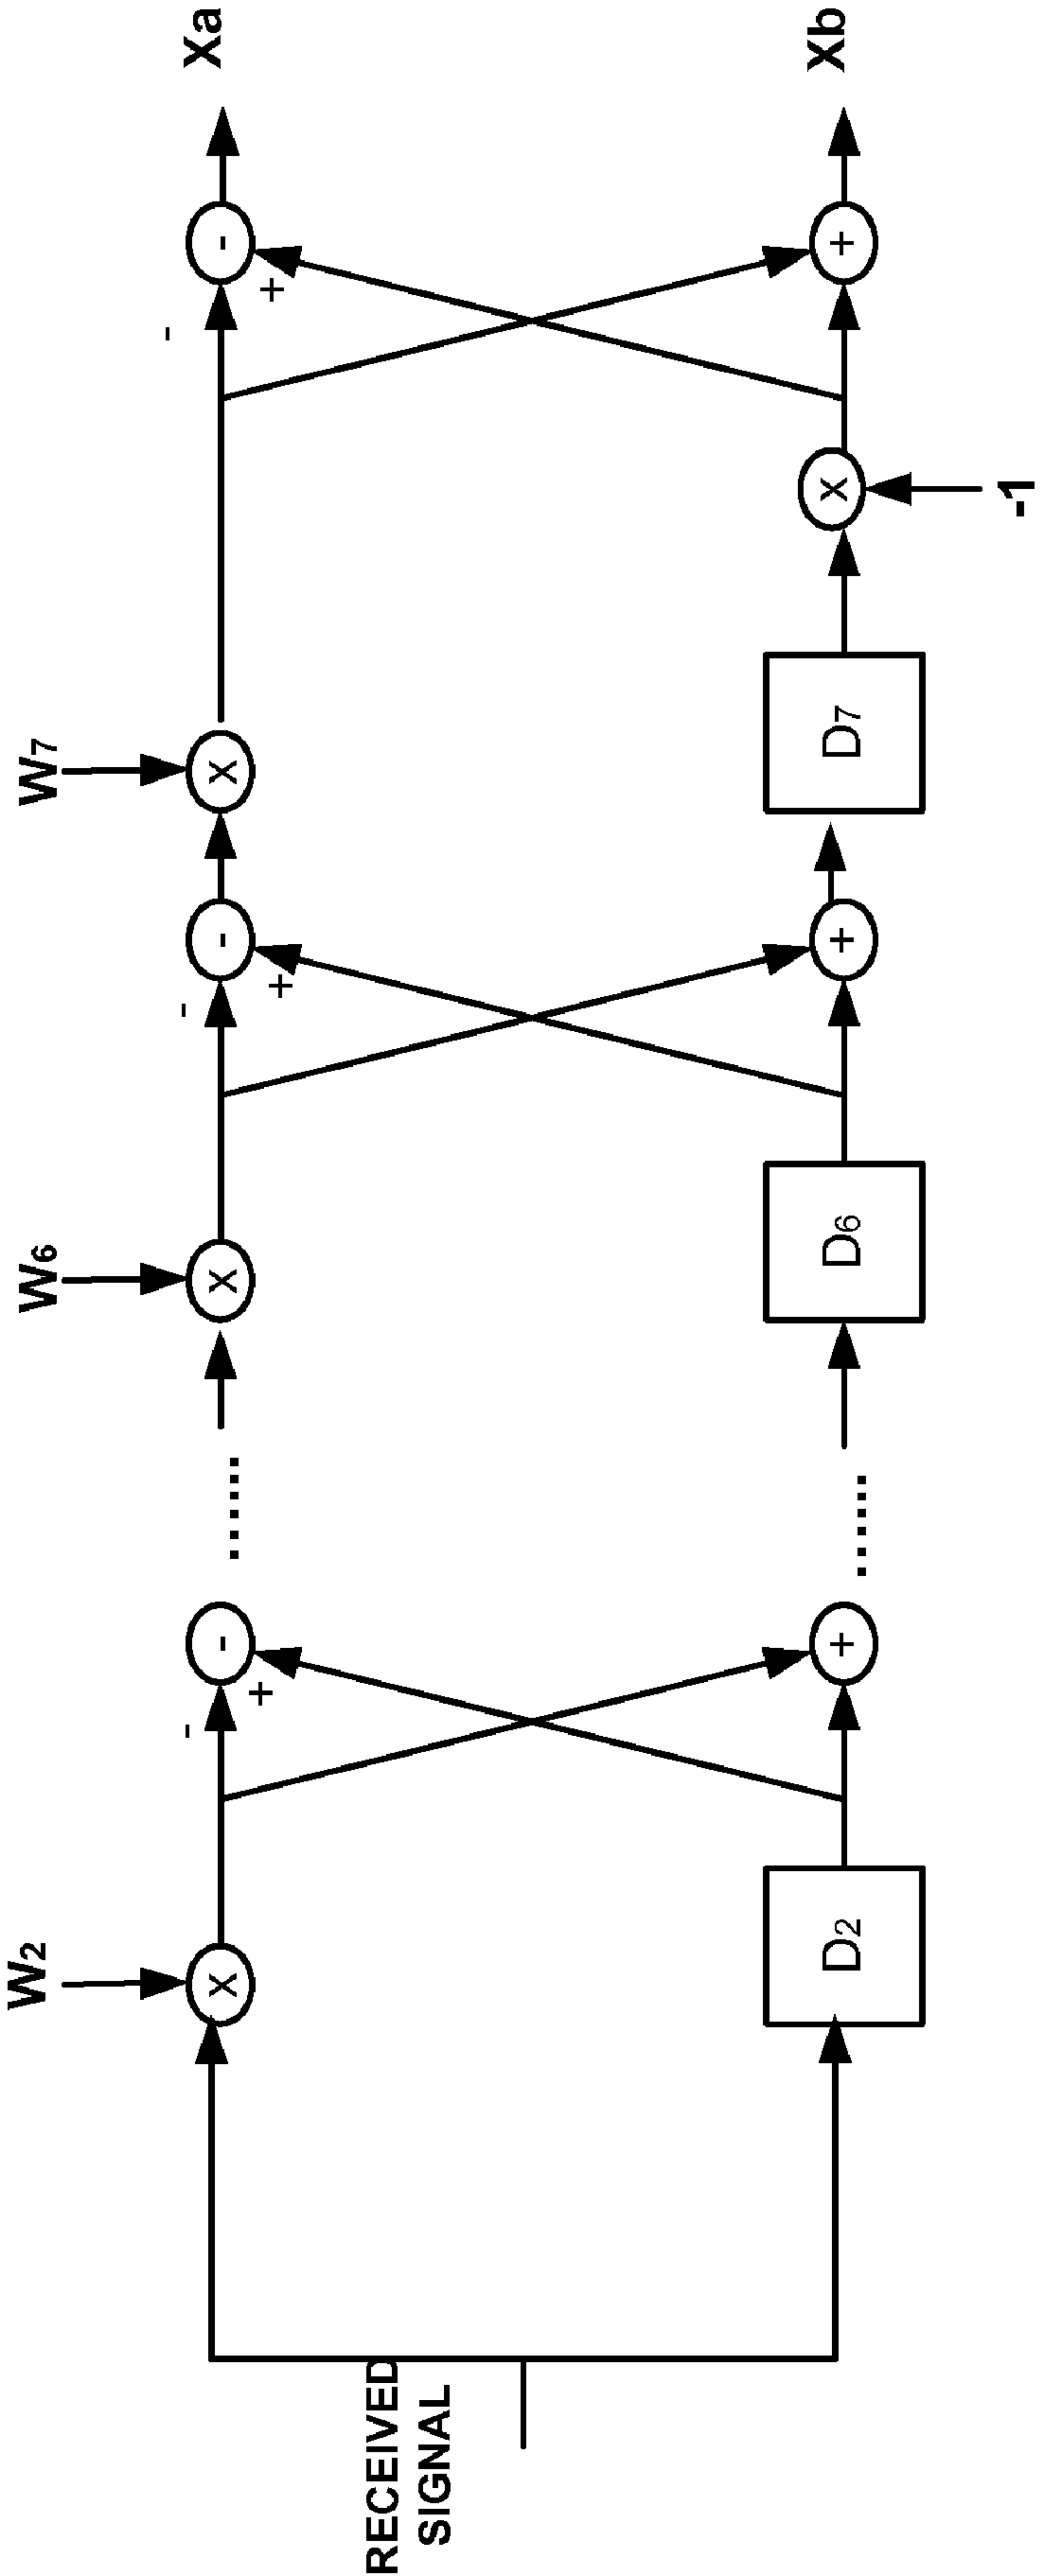 RECEIVED
SIGNAL
W2
X
-
+
-
+
D2
.......
.......
W6
X
-
+
-
+
D6
W7
X
-
+
-
+
D7
X
-1
Xa
Xb